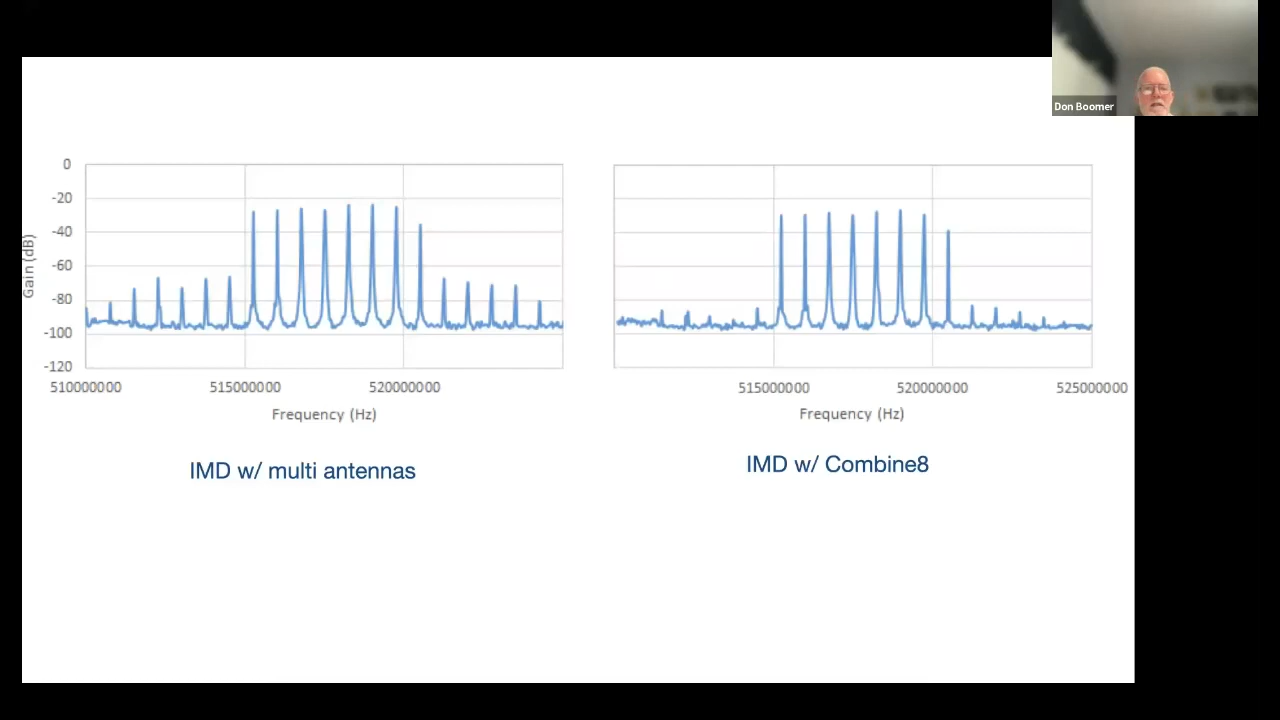 Don Boomer
0
-20
-40
-60
-80
-100
-120
Gain (dB)
510000000 515000000 520000000
Frequency (Hz)
515000000 520000000 525000000
Frequency (Hz)
IMD w/ multi antennas
IMD w/ Combine8